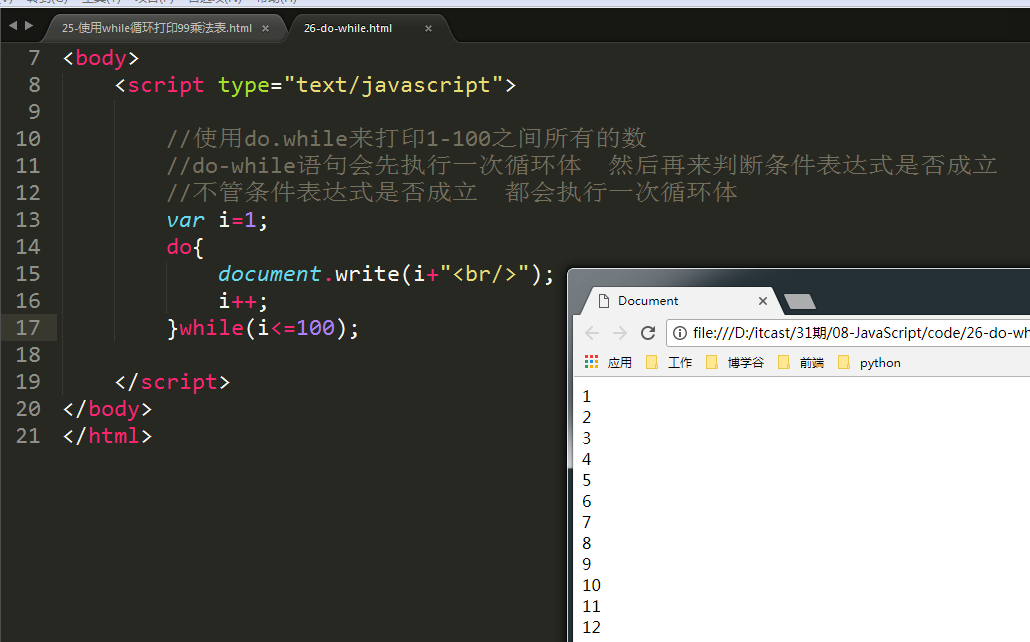 25-使用while循环打印99乘法表.html × 26-do-while.html ×
7 <body>
8 <script type="text/javascript">
9
10 //使用do.while来打印1-100之间所有的数
11 //do-while语句会先执行一次循环体 然后再来判断条件表达式是否成立
12 //不管条件表达式是否成立 都会执行一次循环体
13 var i=1;
14 do{
15 document.write(i+"<br/>");
16 i++;
17 }while(i<=100);
18
19 </script>
20 </body>
21 </html>
Document ×
file:///D:/itcast/31期/08-JavaScript/code/26-do-wh
应用 工作 博学谷 前端 python
1
2
3
4
5
6
7
8
9
10
11
12